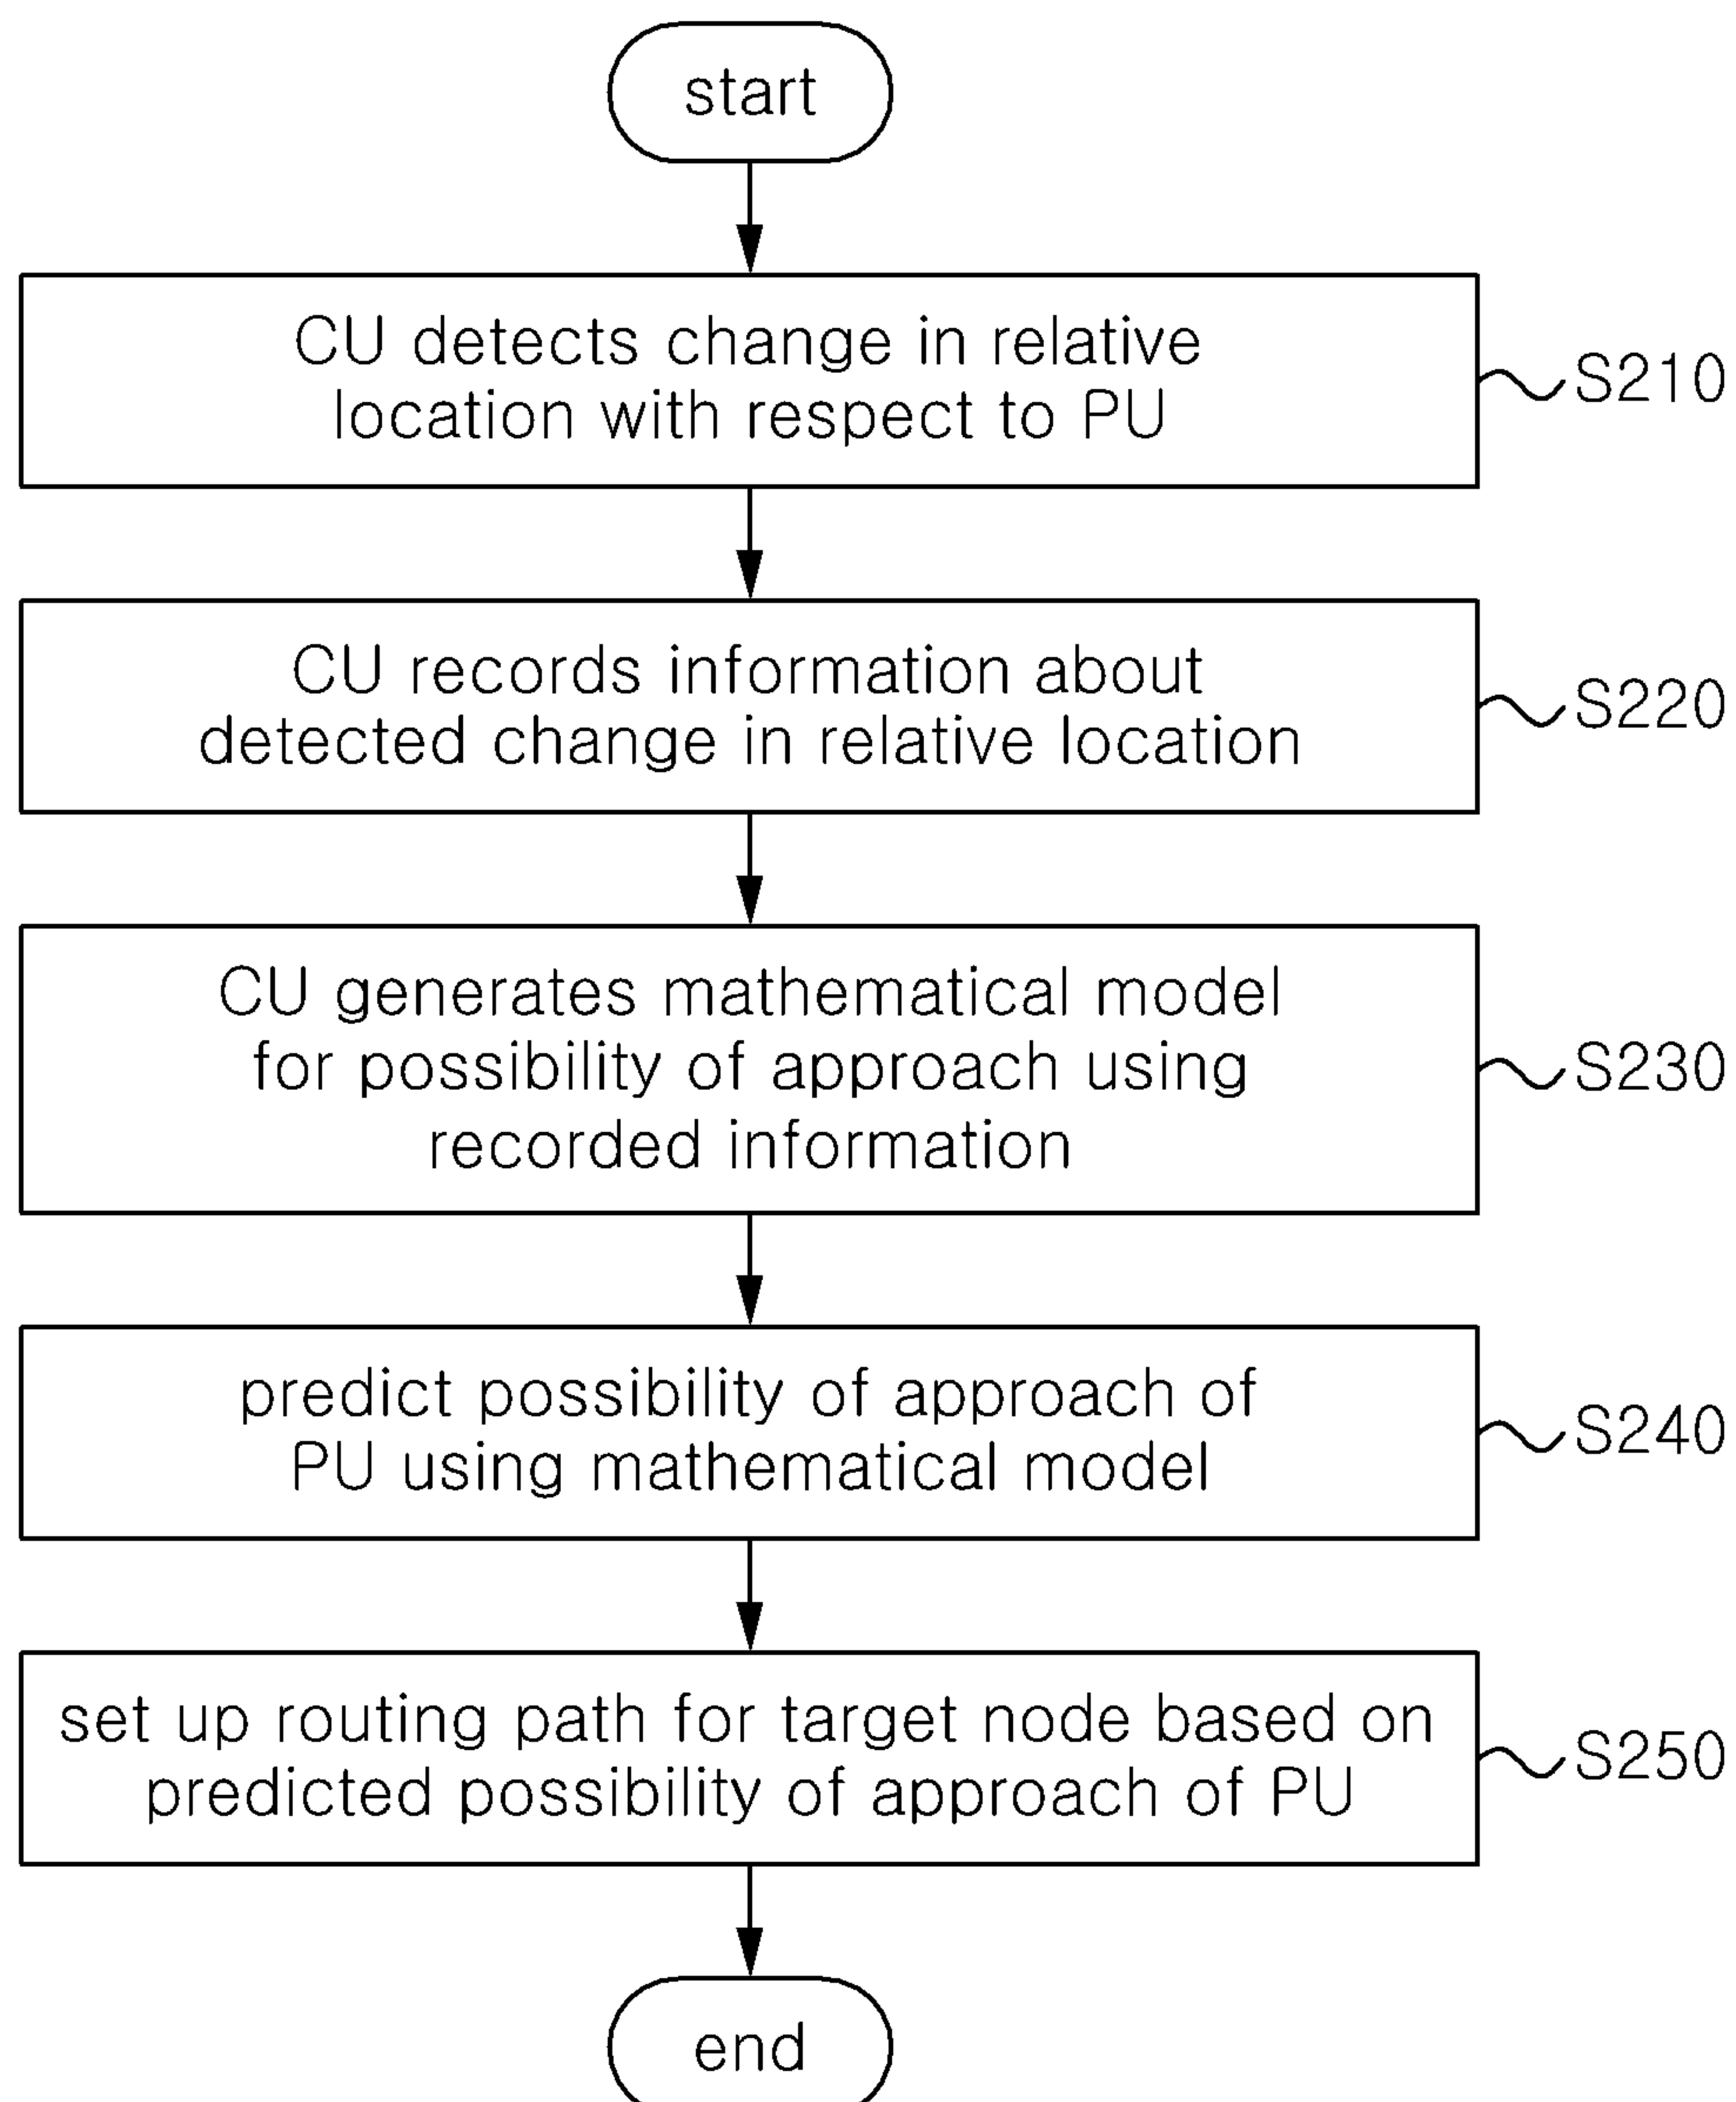 start
CU detects change in relative
location with respect to PU
S210
CU records information about
detected change in relative location
S220
CU generates mathematical model
for possibility of approach using
recorded information
S230
predict possibility of approach of
PU using mathematical model
S240
set up routing path for target node based on
predicted possibility of approach of PU
S250
end